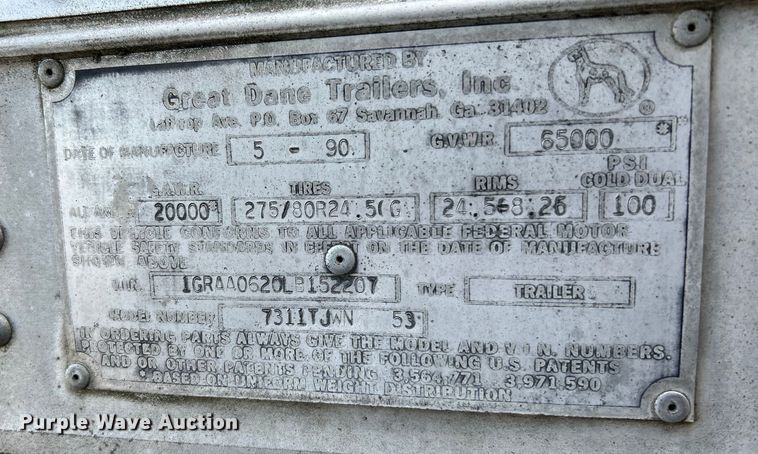 MANUFACTURED BY
Great Dane Trailers, Inc
Lathrop Ave. P.O. Box 67 Savannah, Ga. 31402
®
DATE OF MANUFACTURE 5 - 90 G.V.W.R 65000 *
G.A.W.R. TIRES RIMS PSI COLD DUAL
20000* 275/80R24.5(G) 24.5*8.25 100
THIS VEHICLE CONFORMS TO ALL APPLICABLE FEDERAL MOTOR
VEHICLE SAFETY STANDARDS IN EFFECT ON THE DATE OF MANUFACTURE
SHOWN ABOVE
V.I.N. 1GRAA0620LB152207 TYPE TRAILER
MODEL NUMBER 7311TJWN 53
IN ORDERING PARTS ALWAYS GIVE THE MODEL AND V.I.N. NUMBERS.
PROTECTED BY ONE OR MORE OF THE FOLLOWING U.S. PATENTS
AND OR OTHER PATENTS PENDING 3,564,771 3,971,590
* BASED ON UNIFORM WEIGHT DISTRIBUTION
Purple Wave Auction